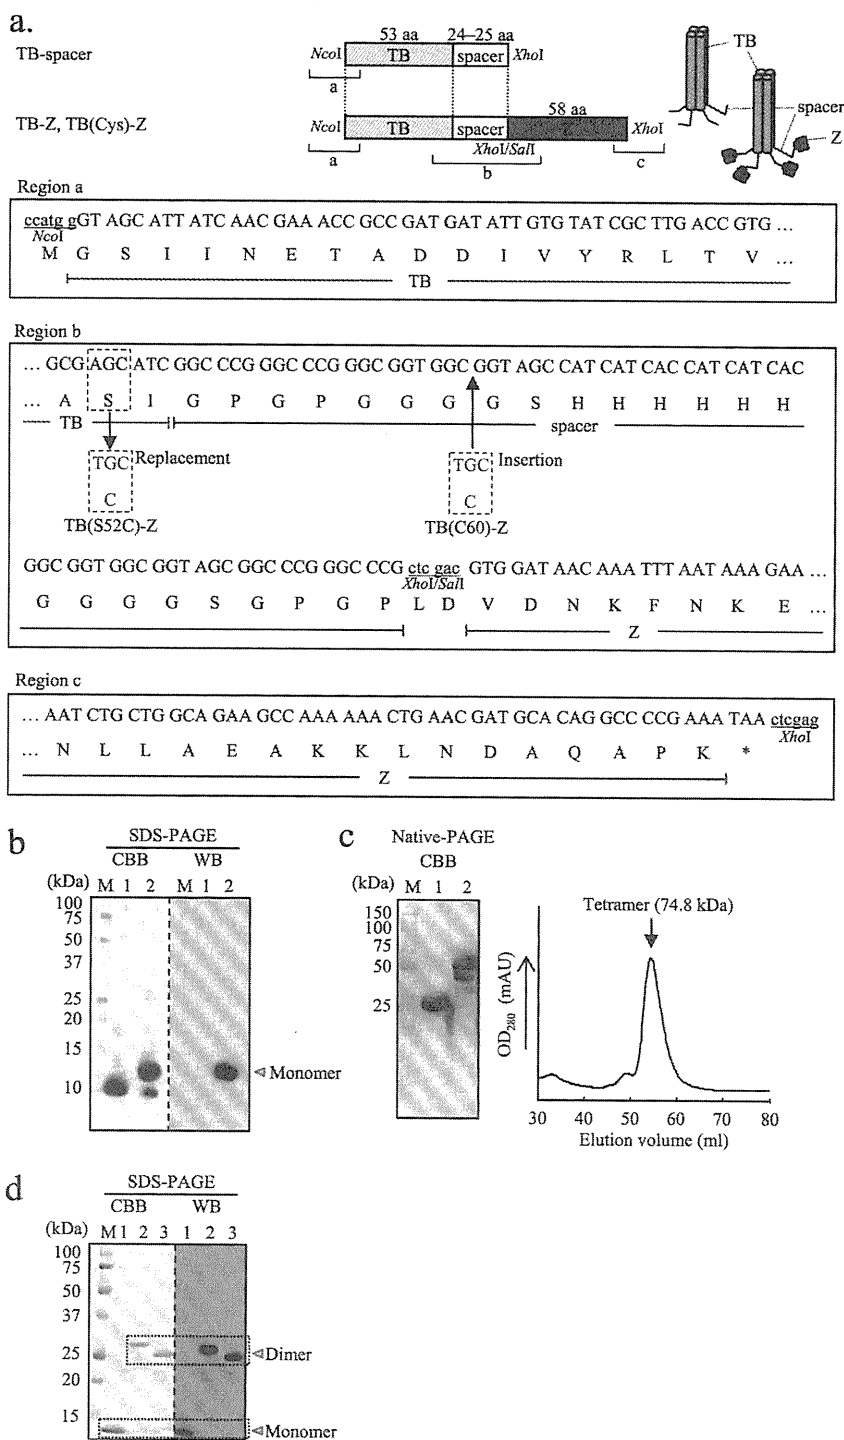 a.
53 aa 24–25 aa
TB-spacer NcoI TB spacer XhoI
a
58 aa
TB-Z, TB(Cys)-Z NcoI TB spacer XhoI
XhoI/SalI
a b c
TB
spacer
Z
Region a
ccatg gGT AGC ATT ATC AAC GAA ACC GCC GAT GAT ATT GTG TAT CGC TTG ACC GTG ...
NcoI
M G S I I N E T A D D I V Y R L T V ...
TB
Region b
... GCG AGC ATC GGC CCG GGC CCG GGC GGT GGC GGT AGC CAT CAT CAC CAT CAT CAC
... A S I G P G P G G G G S H H H H H H
TB spacer
TGC Replacement TGC Insertion
C C
TB(S52C)-Z TB(C60)-Z
GGC GGT GGC GGT AGC GGC CCG GGC CCG ctc gac GTG GAT AAC AAA TTT AAT AAA GAA ...
XhoI/SalI
G G G G S G P G P L D V D N K F N K E ...
Z
Region c
... AAT CTG CTG GCA GAA GCC AAA AAA CTG AAC GAT GCA CAG GCC CCG AAA TAA ctcgag
XhoI
... N L L A E A K K L N D A Q A P K *
Z
b
SDS-PAGE
CBB WB
(kDa) M 1 2 M 1 2
100
75
50
37
25
20
15
10
Monomer
c
Native-PAGE
CBB
(kDa) M 1 2
150
100
75
50
25
Tetramer (74.8 kDa)
OD280 (mAU)
30 40 50 60 70 80
Elution volume (ml)
d
SDS-PAGE
CBB WB
(kDa) M 1 2 3 1 2 3
100
75
50
37
25
20
15
Dimer
Monomer